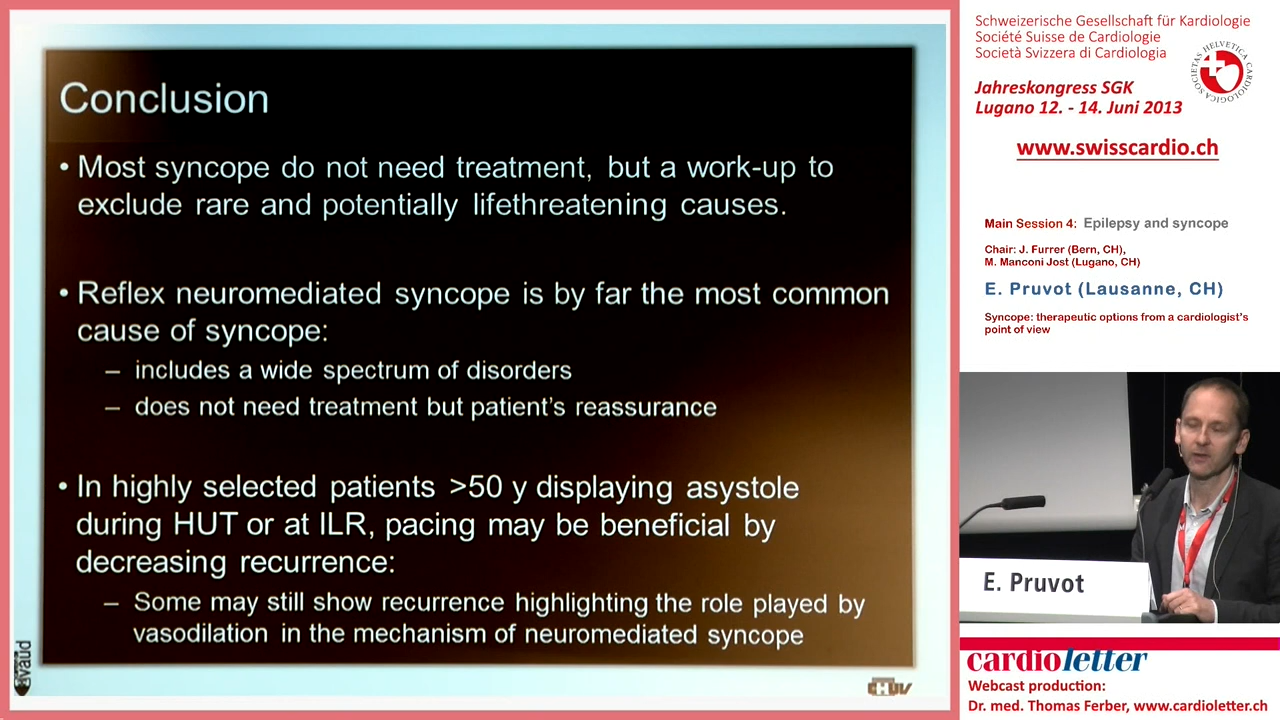 Conclusion
• Most syncope do not need treatment, but a work-up to
exclude rare and potentially lifethreatening causes.
• Reflex neuromediated syncope is by far the most common
cause of syncope:
– includes a wide spectrum of disorders
– does not need treatment but patient's reassurance
• In highly selected patients >50 y displaying asystole
during HUT or at ILR, pacing may be beneficial by
decreasing recurrence:
– Some may still show recurrence highlighting the role played by
vasodilation in the mechanism of neuromediated syncope
vaud
CHUV
Schweizerische Gesellschaft für Kardiologie
Société Suisse de Cardiologie
Società Svizzera di Cardiologia
SOCIETAS HELVETICA CARDIOLOGICA
Jahreskongress SGK
Lugano 12. - 14. Juni 2013
www.swisscardio.ch
Main Session 4: Epilepsy and syncope
Chair: J. Furrer (Bern, CH),
M. Manconi Jost (Lugano, CH)
E. Pruvot (Lausanne, CH)
Syncope: therapeutic options from a cardiologist's
point of view
E. Pruvot
cardioletter
Webcast production:
Dr. med. Thomas Ferber, www.cardioletter.ch